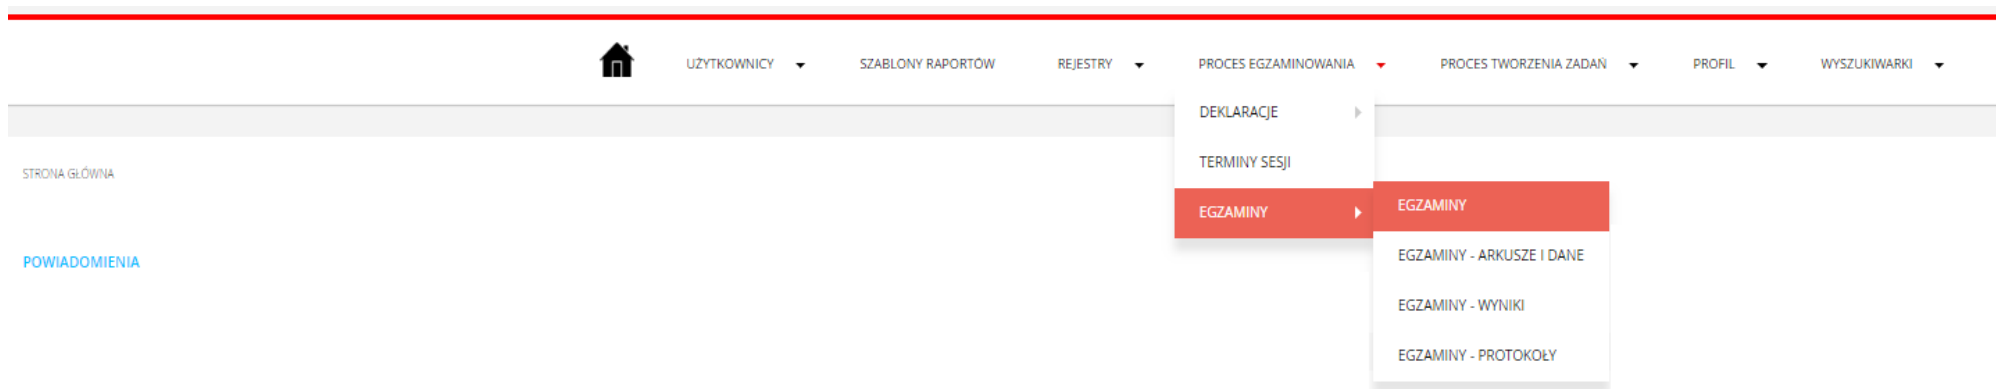 UŻYTKOWNICY
SZABLONY RAPORTÓW
REJESTRY
PROCES EGZAMINOWANIA
PROCES TWORZENIA ZADAŃ
PROFIL
WYSZUKIWARKI
DEKLARACJE
TERMINY SESJI
EGZAMINY
EGZAMINY
EGZAMINY - ARKUSZE I DANE
EGZAMINY - WYNIKI
EGZAMINY - PROTOKOŁY
STRONA GŁÓWNA
POWIADOMIENIA